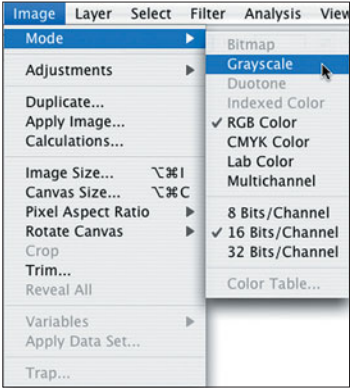 Image Layer Select Filter Analysis View
Mode
Adjustments
Duplicate...
Apply Image...
Calculations...
Image Size... ⌥⌘I
Canvas Size... ⌥⌘C
Pixel Aspect Ratio
Rotate Canvas
Crop
Trim...
Reveal All
Variables
Apply Data Set...
Trap...
Bitmap
Grayscale
Duotone
Indexed Color
✓ RGB Color
CMYK Color
Lab Color
Multichannel
8 Bits/Channel
✓ 16 Bits/Channel
32 Bits/Channel
Color Table...